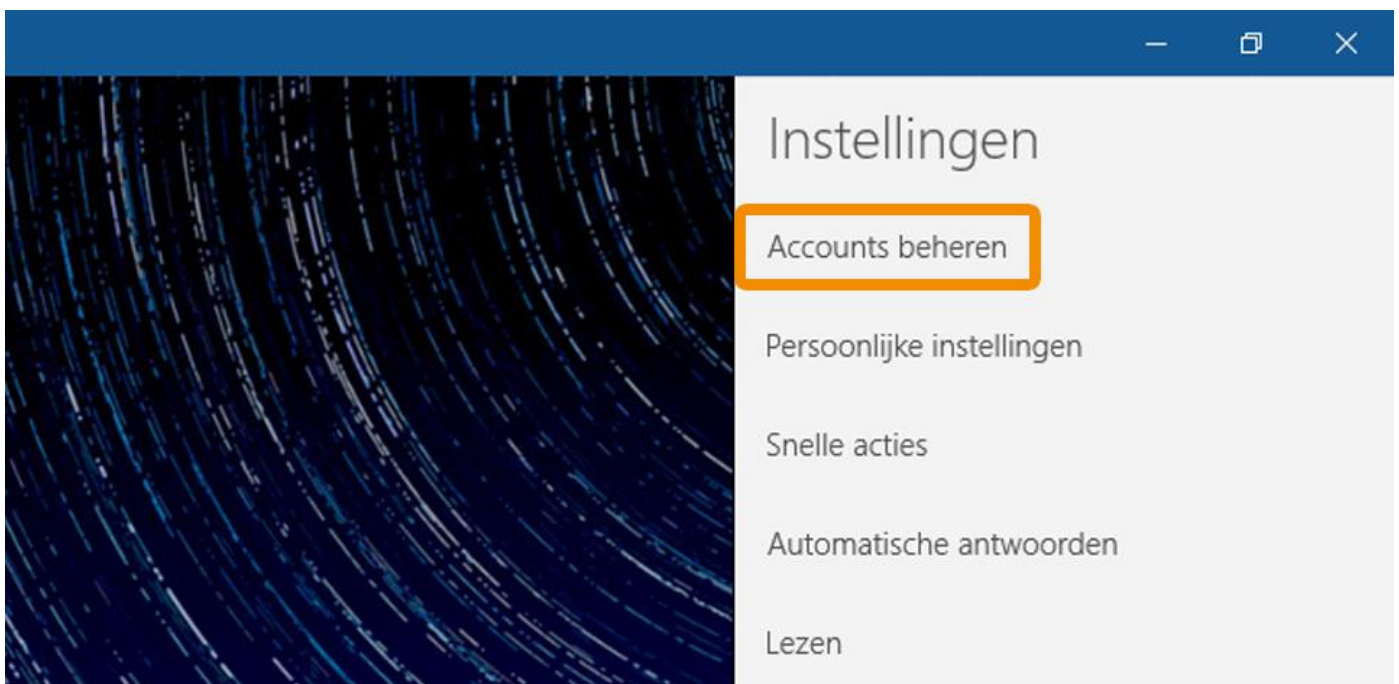 Instellingen
Accounts beheren
Persoonlijke instellingen
Snelle acties
Automatische antwoorden
Lezen